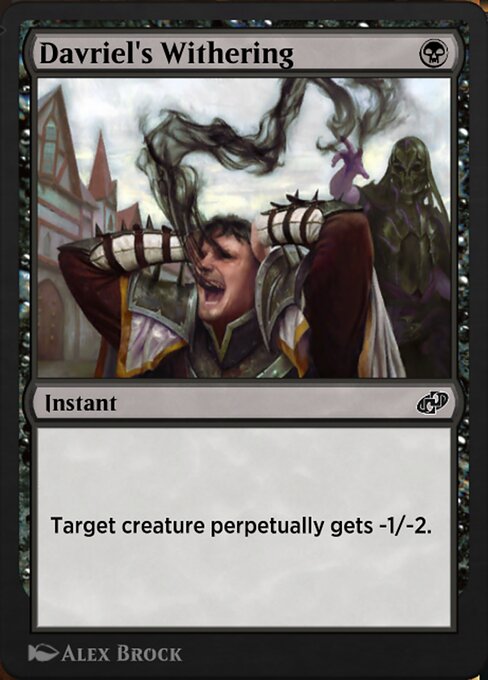 Davriel's Withering
Instant
Target creature perpetually gets -1/-2.
ALEX BROCK